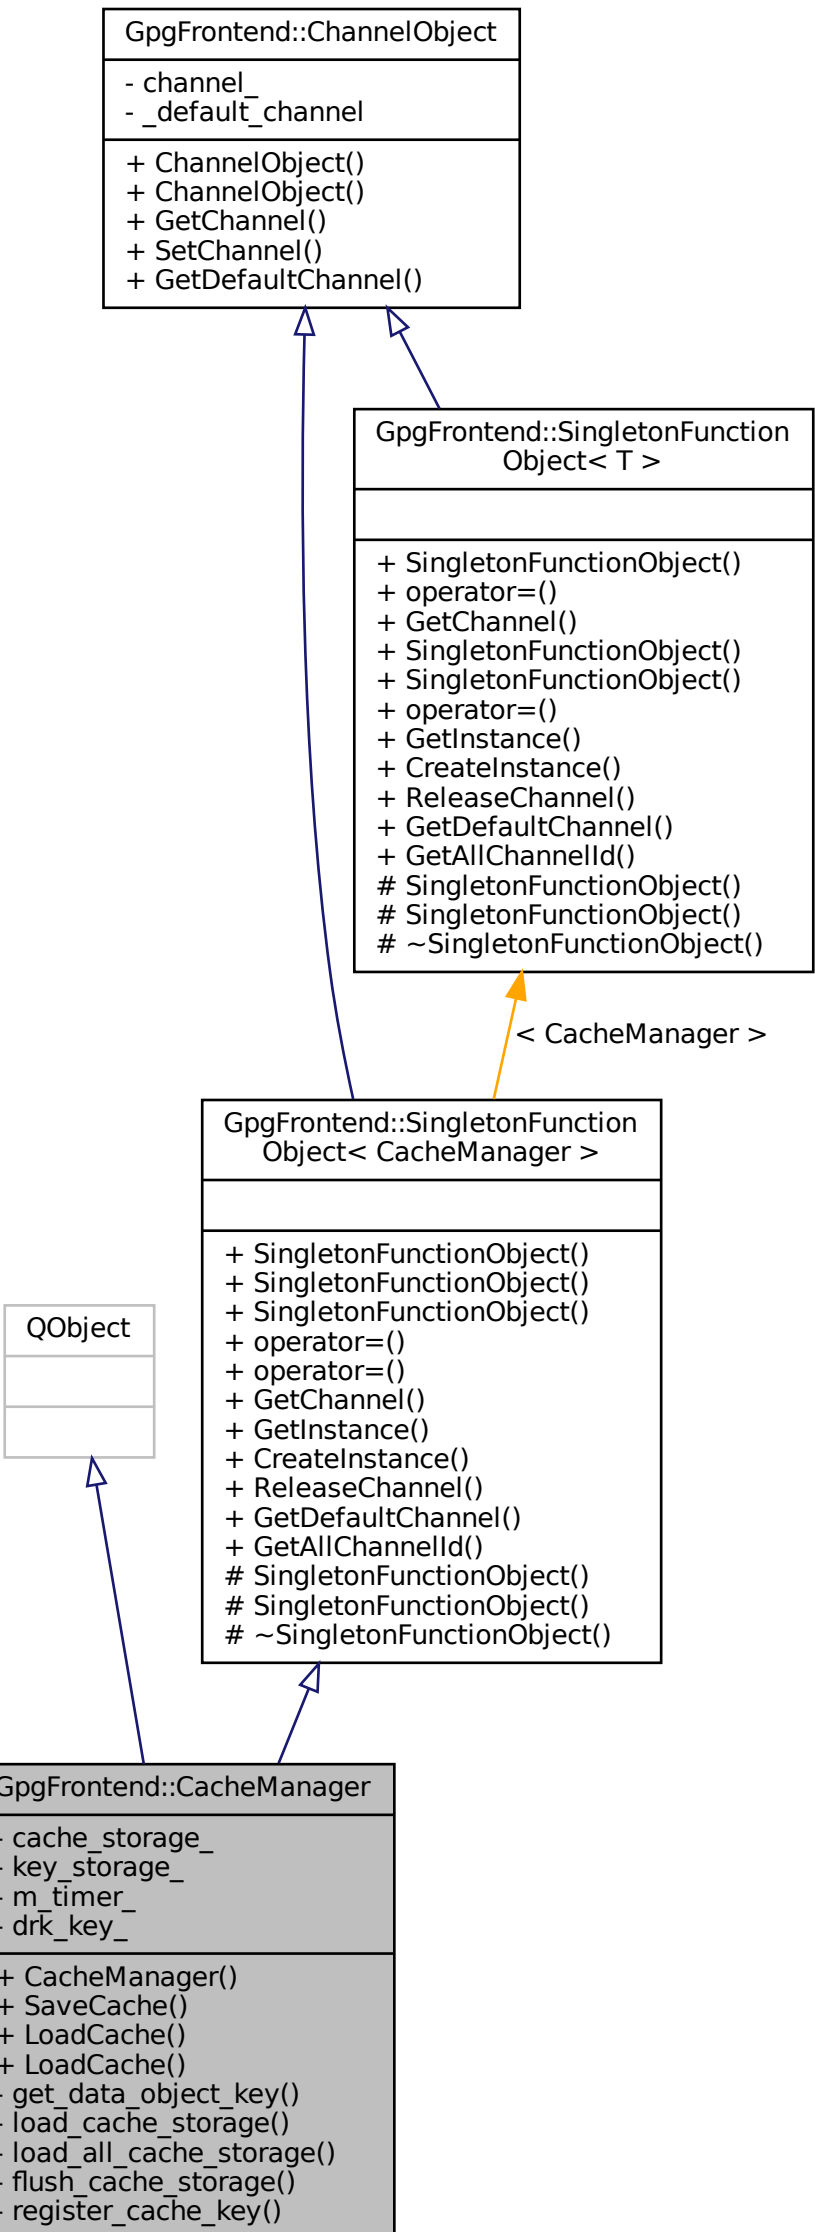 GpgFrontend::ChannelObject
- channel_
- _default_channel
+ ChannelObject()
+ ChannelObject()
+ GetChannel()
+ SetChannel()
+ GetDefaultChannel()
GpgFrontend::SingletonFunction
Object< T >
+ SingletonFunctionObject()
+ operator=()
+ GetChannel()
+ SingletonFunctionObject()
+ SingletonFunctionObject()
+ operator=()
+ GetInstance()
+ CreateInstance()
+ ReleaseChannel()
+ GetDefaultChannel()
+ GetAllChannelId()
# SingletonFunctionObject()
# SingletonFunctionObject()
# ~SingletonFunctionObject()
< CacheManager >
GpgFrontend::SingletonFunction
Object< CacheManager >
+ SingletonFunctionObject()
+ SingletonFunctionObject()
+ SingletonFunctionObject()
+ operator=()
+ operator=()
+ GetChannel()
+ GetInstance()
+ CreateInstance()
+ ReleaseChannel()
+ GetDefaultChannel()
+ GetAllChannelId()
# SingletonFunctionObject()
# SingletonFunctionObject()
# ~SingletonFunctionObject()
QObject
GpgFrontend::CacheManager
- cache_storage_
- key_storage_
- m_timer_
- drk_key_
+ CacheManager()
+ SaveCache()
+ LoadCache()
+ LoadCache()
- get_data_object_key()
- load_cache_storage()
- load_all_cache_storage()
- flush_cache_storage()
- register_cache_key()